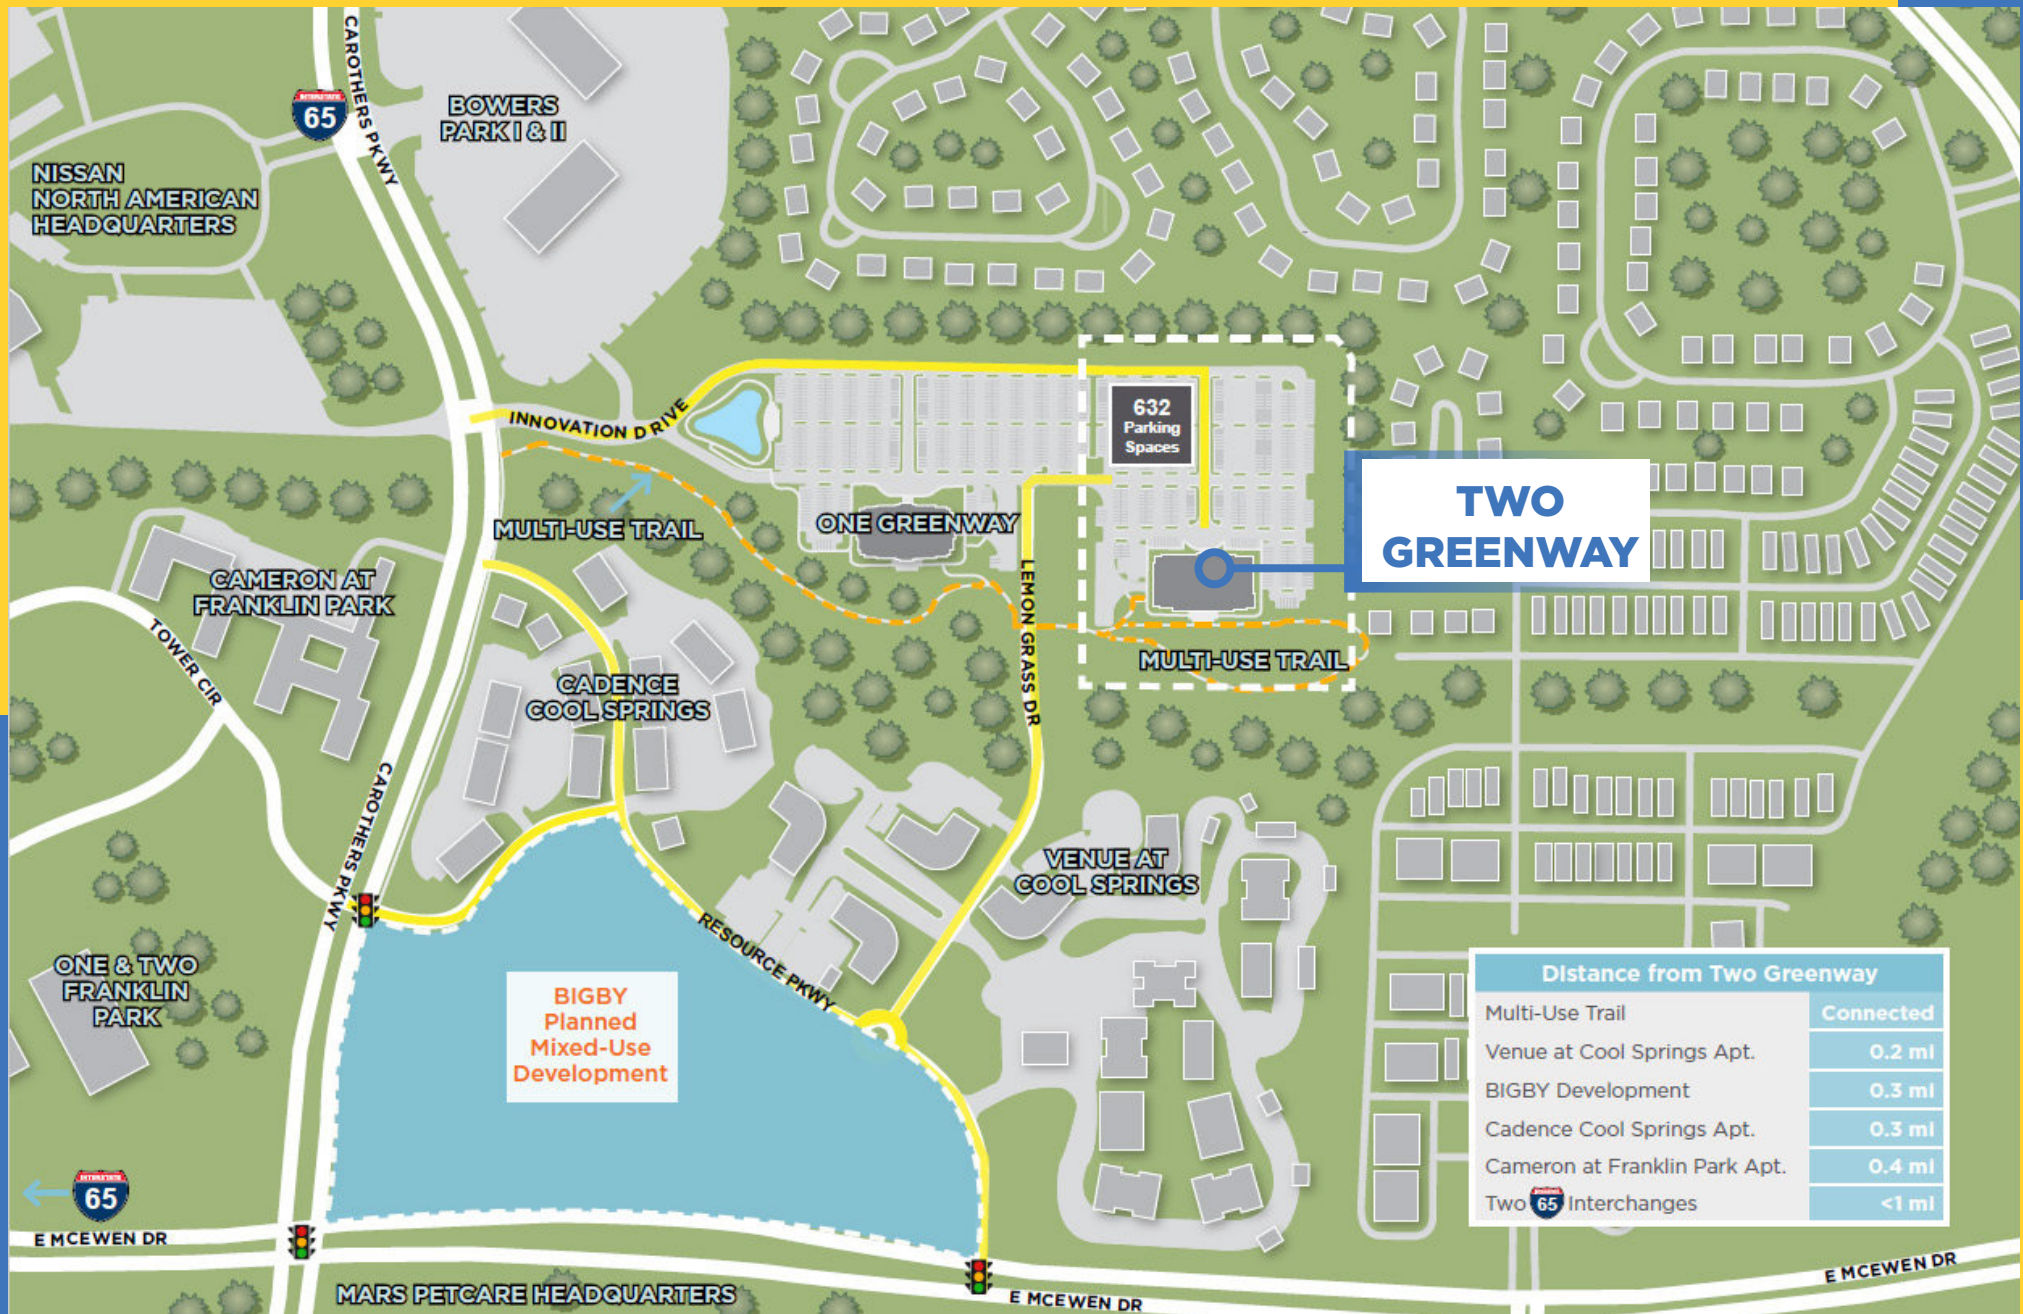 CAROTHERS PKWY
INTERSTATE
65
BOWERS
PARK I & II
NISSAN
NORTH AMERICAN
HEADQUARTERS
INNOVATION DRIVE
632
Parking
Spaces
TWO
GREENWAY
MULTI-USE TRAIL
ONE GREENWAY
LEMON GRASS DR
MULTI-USE TRAIL
CAMERON AT
FRANKLIN PARK
TOWER CIR
CADENCE
COOL SPRINGS
CAROTHERS PKWY
VENUE AT
COOL SPRINGS
RESOURCE PKWY
ONE & TWO
FRANKLIN
PARK
BIGBY
Planned
Mixed-Use
Development
Distance from Two Greenway
Multi-Use Trail Connected
Venue at Cool Springs Apt. 0.2 mi
BIGBY Development 0.3 mi
Cadence Cool Springs Apt. 0.3 mi
Cameron at Franklin Park Apt. 0.4 mi
Two 65 Interchanges <1 mi
INTERSTATE
65
E MCEWEN DR
MARS PETCARE HEADQUARTERS
E MCEWEN DR
E MCEWEN DR